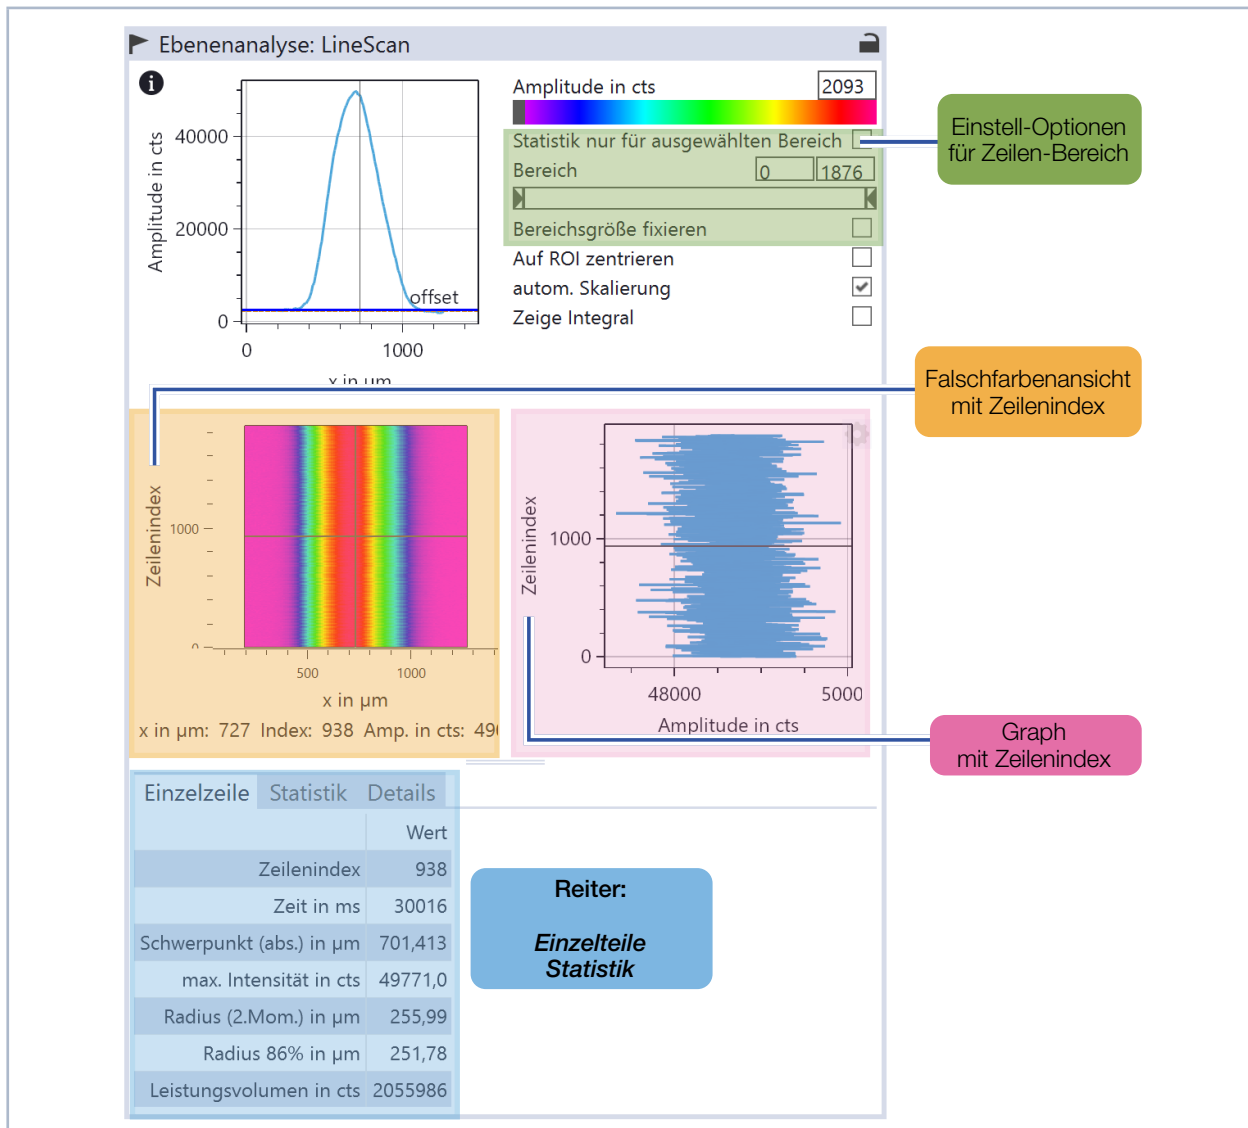 Ebenenanalyse: LineScan
i
Amplitude in cts
40000
20000
0
0
1000
x in µm
offset
Amplitude in cts 2093
Statistik nur für ausgewählten Bereich
Bereich 0 1876
Bereichsgröße fixieren
Auf ROI zentrieren
autom. Skalierung
Zeige Integral
Einstell-Optionen
für Zeilen-Bereich
Falschfarbenansicht
mit Zeilenindex
Zeilenindex
1000
0
500
1000
x in µm
x in µm: 727 Index: 938 Amp. in cts:
Zeilenindex
1000
0
48000
5000
Amplitude in cts
Graph
mit Zeilenindex
Einzelzeile Statistik Details
Wert
Zeilenindex 938
Zeit in ms 30016
Schwerpunkt (abs.) in µm 701,413
max. Intensität in cts 49771,0
Radius (2.Mom.) in µm 255,99
Radius 86% in µm 251,78
Leistungsvolumen in cts 2055986
Reiter:
Einzelteile
Statistik